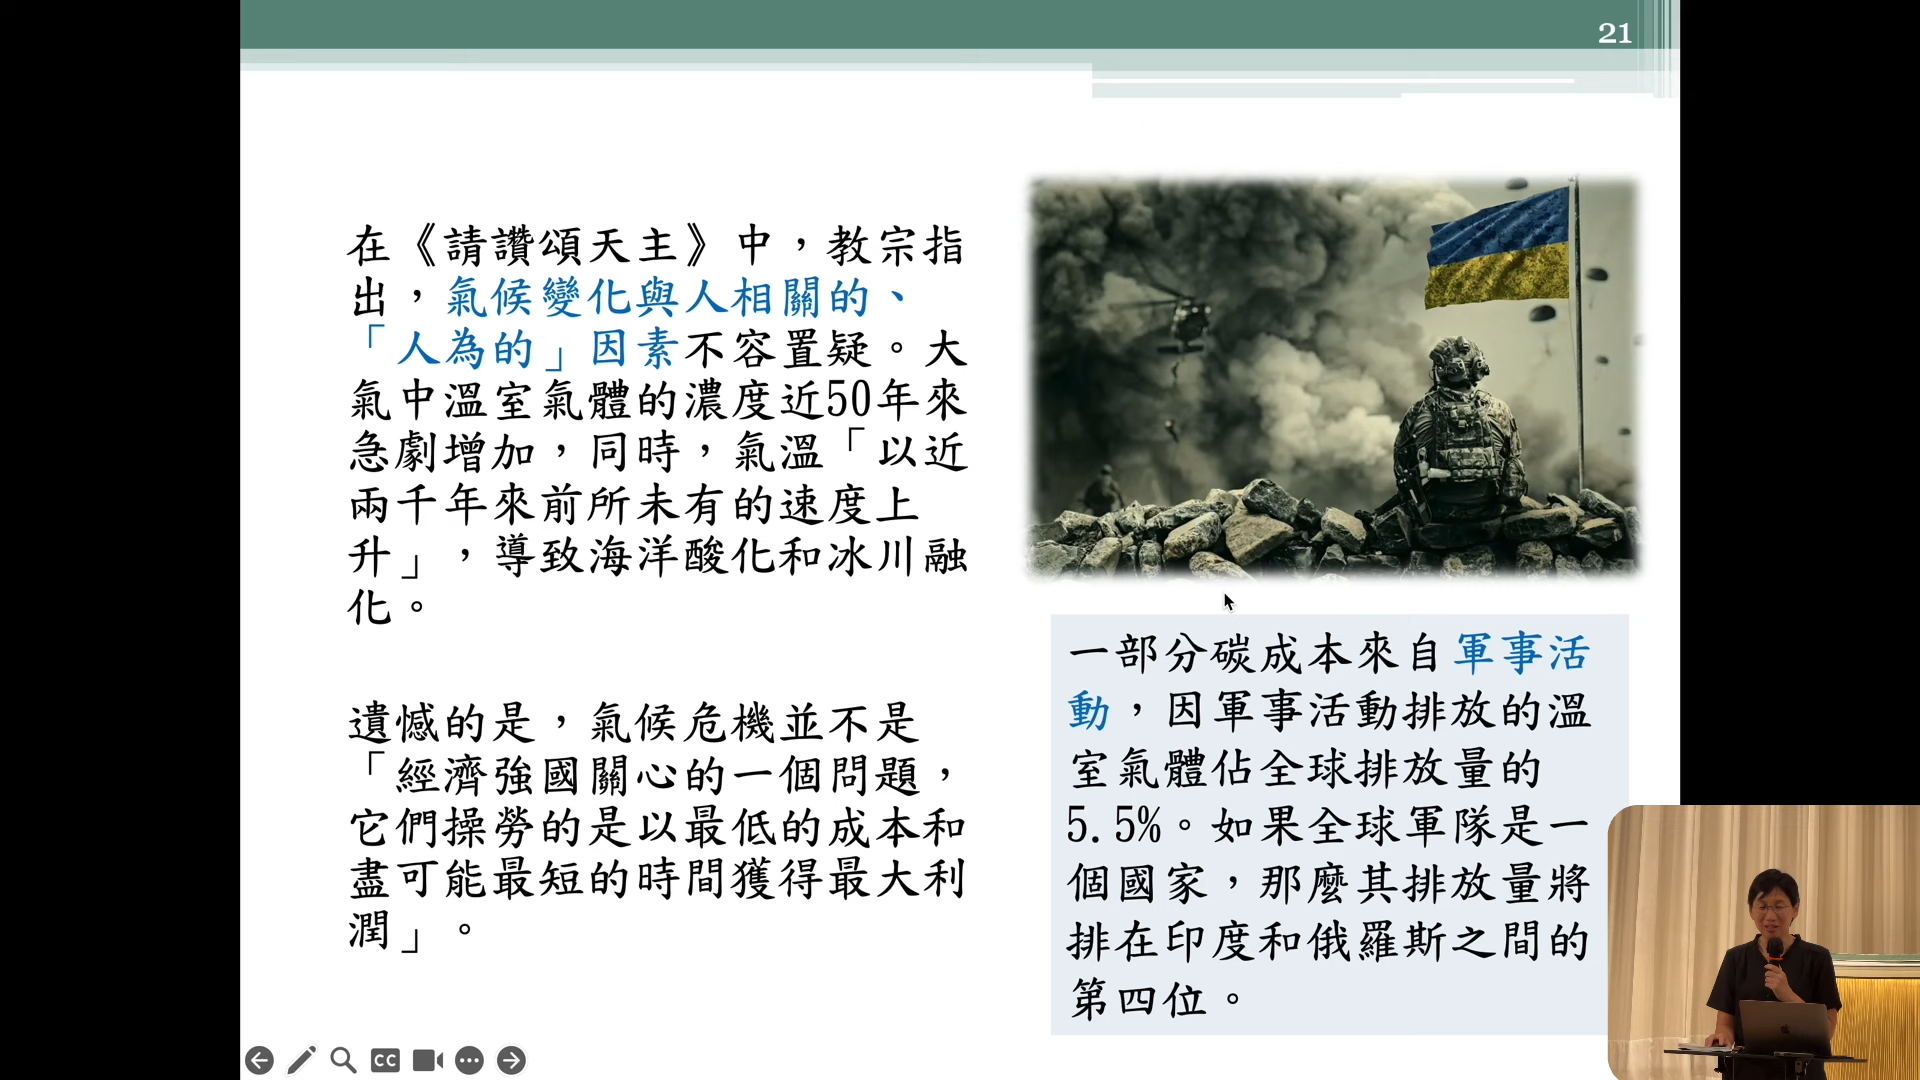 21
在《請讚頌天主》中，教宗指
出，氣候變化與人相關的、
「人為的」因素不容置疑。大
氣中溫室氣體的濃度近50年來
急劇增加，同時，氣溫「以近
兩千年來前所未有的速度上
升」，導致海洋酸化和冰川融
化。
遺憾的是，氣候危機並不是
「經濟強國關心的一個問題，
它們操勞的是以最低的成本和
盡可能最短的時間獲得最大利
潤」。
一部分碳成本來自軍事活
動，因軍事活動排放的溫
室氣體佔全球排放量的
5.5%。如果全球軍隊是一
個國家，那麼其排放量將
排在印度和俄羅斯之間的
第四位。
CC